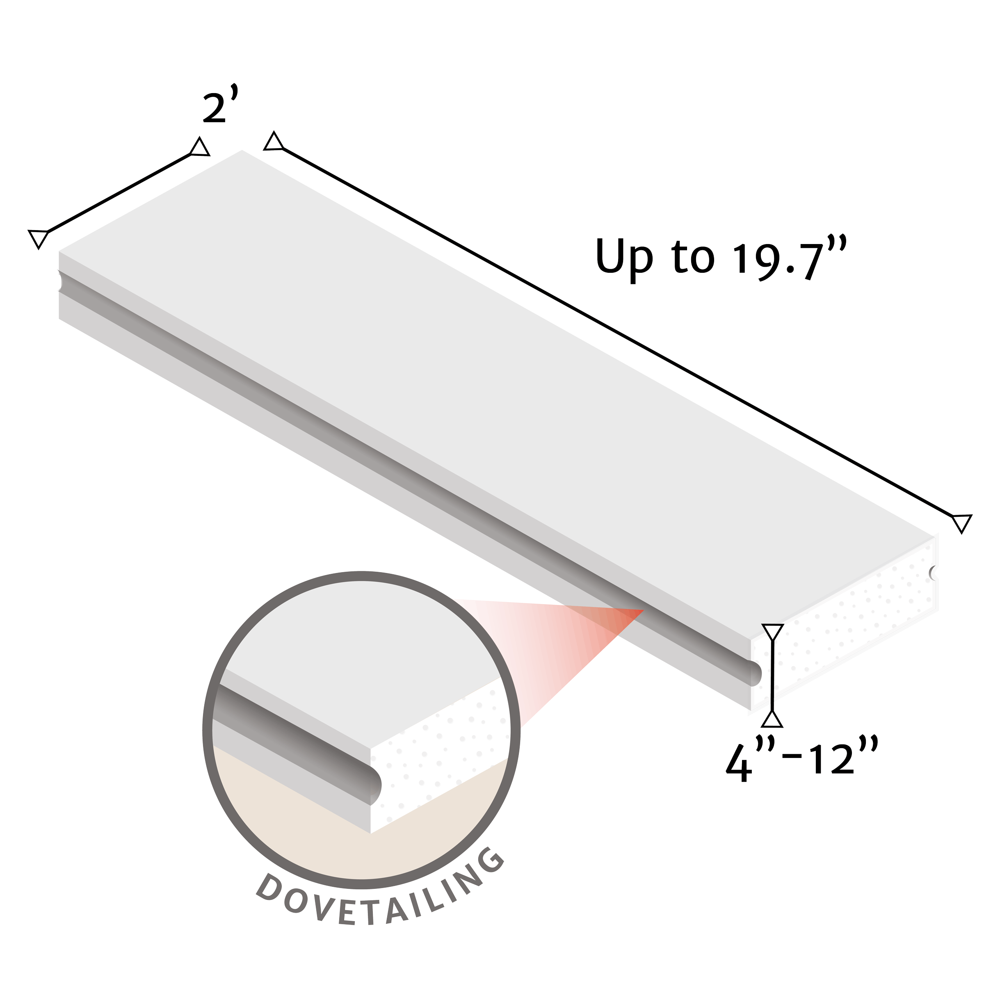 2’
Up to 19.7”
4”-12”
DOVETAILING